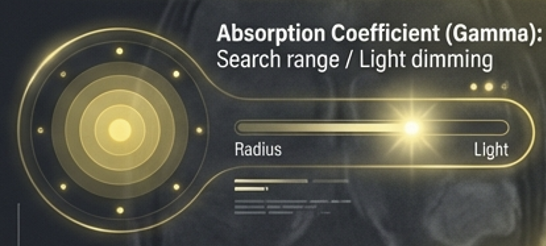 Absorption Coefficient (Gamma):
Search range / Light dimming
Radius
Light